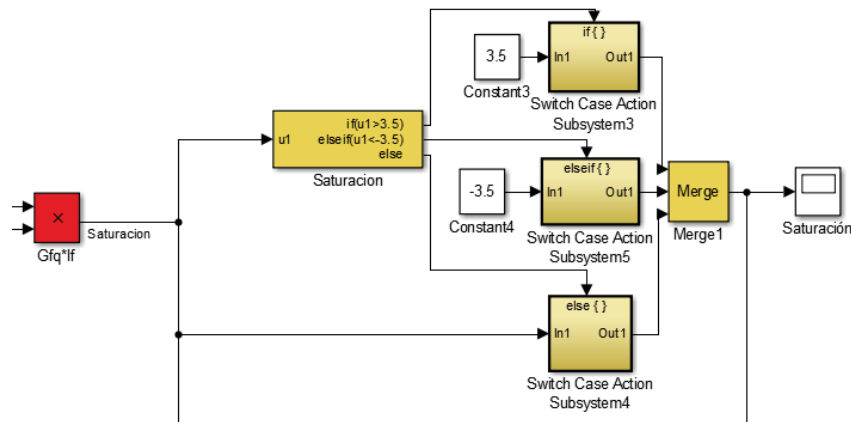 if { }
3.5
In1
Out1
Constant3
Switch Case Action
Subsystem3
if(u1>3.5)
u1
elseif(u1<-3.5)
else
Saturacion
elseif { }
-3.5
In1
Out1
Constant4
Switch Case Action
Subsystem5
Merge
Merge1
Saturación
×
Saturacion
Gfq*If
else { }
In1
Out1
Switch Case Action
Subsystem4